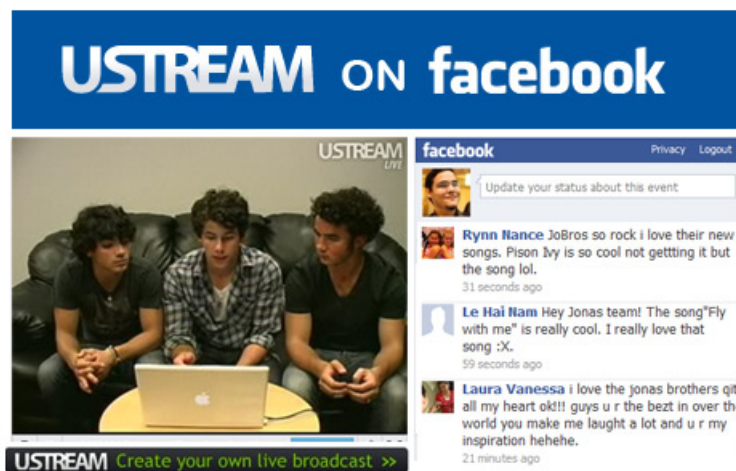 USTREAM ON facebook
USTREAM
LIVE
facebook Privacy Logout
Update your status about this event
Rynn Nance JoBros so rock i love their new
songs. Pison Ivy is so cool not gettting it but
the song lol.
31 seconds ago
Le Hai Nam Hey Jonas team! The song"Fly
with me" is really cool. I really love that
song :X.
59 seconds ago
Laura Vanessa i love the jonas brothers qit
all my heart ok!!! guys u r the bezt in over the
world you make me laught a lot and u r my
inspiration hehehe.
21 minutes ago
USTREAM Create your own live broadcast >>